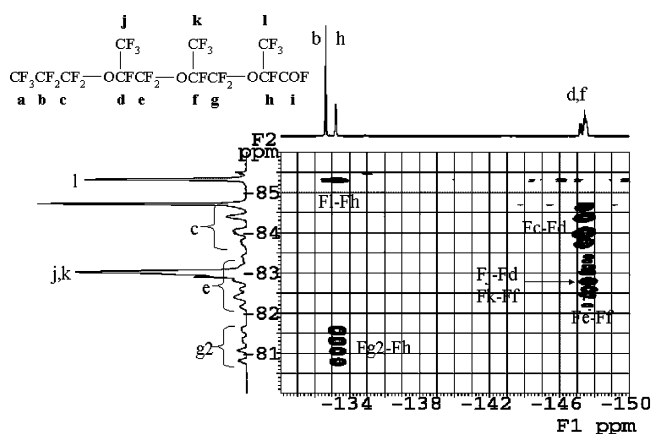 j k l
CF3 CF3 CF3
CF3CF2CF2—OCFCF2—OCFCF2—OCFCOF
a b c d e f g h i
b h
d,f
F2
ppm
l
c
j,k
e
g2
-85
-84
-83
-82
-81
Fl-Fh
Fc-Fd
Fj-Fd
Fk-Ff
Fe-Ff
Fg2-Fh
-134 -138 -142 -146 -150
F1 ppm